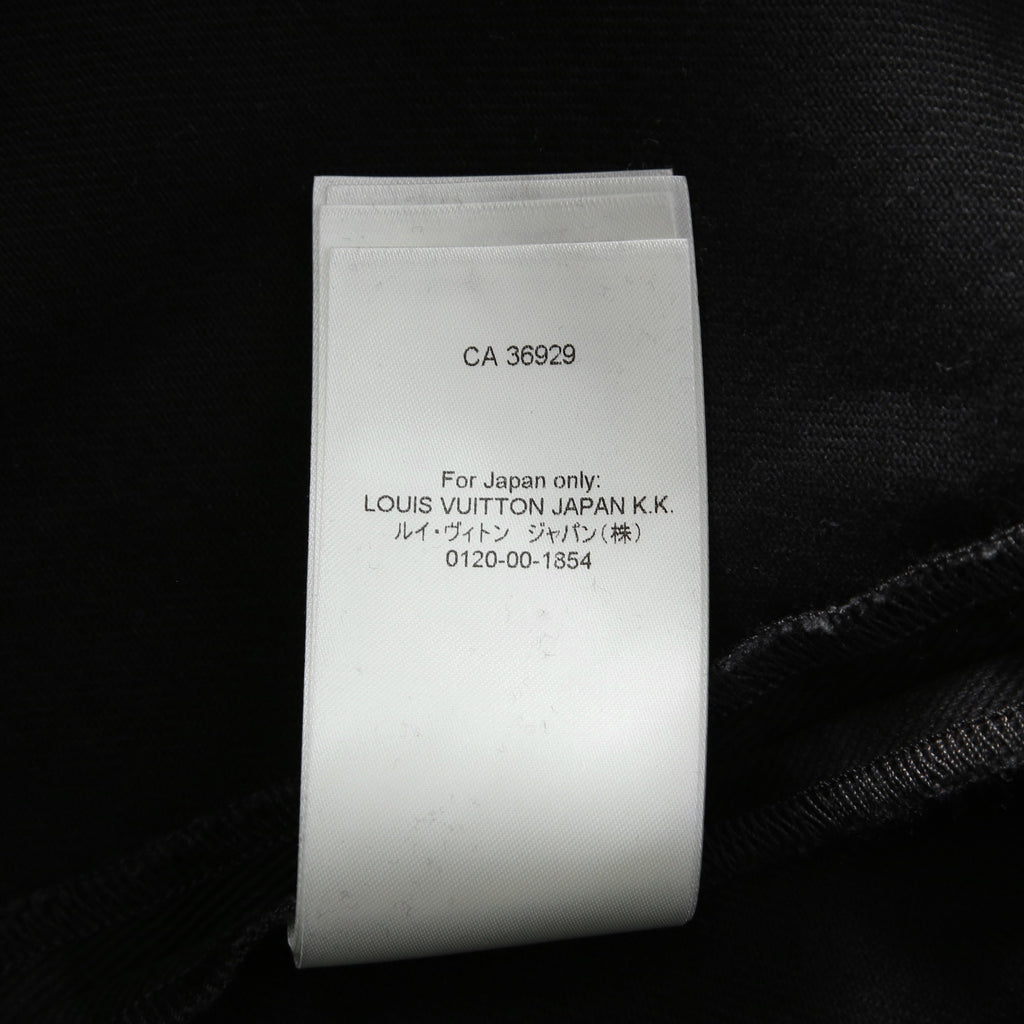 CA 36929
For Japan only:
LOUIS VUITTON JAPAN K.K.
ルイ・ヴィトン　ジャパン（株）
0120-00-1854